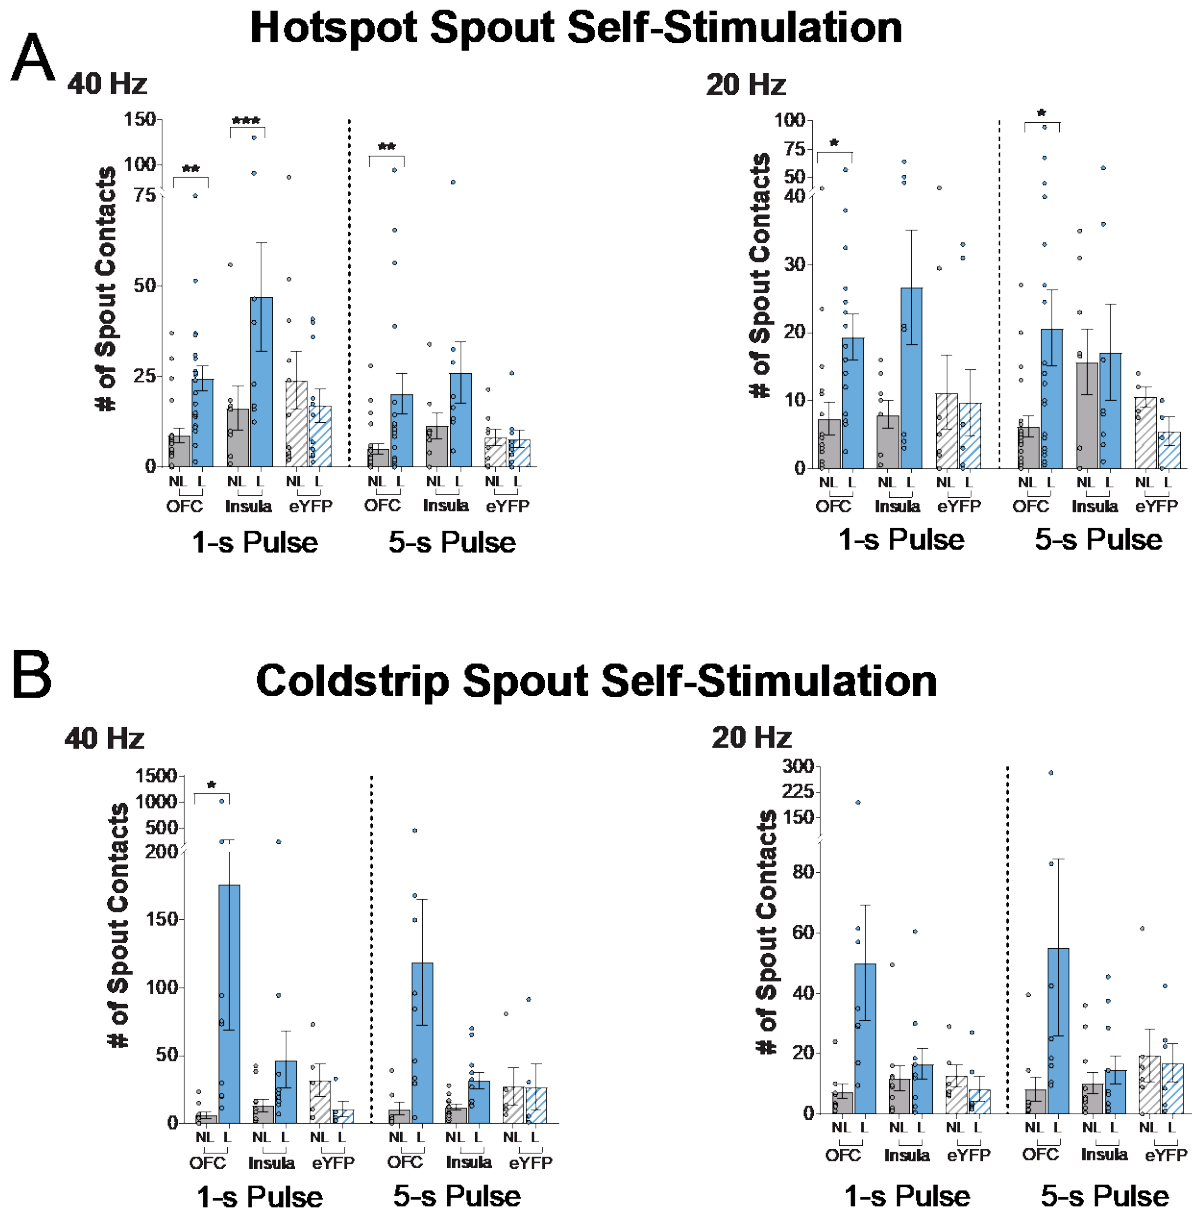 Hotspot Spout Self-Stimulation
A
40 Hz
# of Spout Contacts
150
100
75
50
25
0
** *** **
NL L NL L NL L NL L NL L NL L
OFC Insula eYFP OFC Insula eYFP
1-s Pulse 5-s Pulse
20 Hz
# of Spout Contacts
100
75
50
40
30
20
10
0
* *
NL L NL L NL L NL L NL L NL L
OFC Insula eYFP OFC Insula eYFP
1-s Pulse 5-s Pulse
B
Coldstrip Spout Self-Stimulation
40 Hz
# of Spout Contacts
1500
1000
500
200
150
100
50
0
*
NL L NL L NL L NL L NL L NL L
OFC Insula eYFP OFC Insula eYFP
1-s Pulse 5-s Pulse
20 Hz
# of Spout Contacts
300
225
150
80
60
40
20
0
NL L NL L NL L NL L NL L NL L
OFC Insula eYFP OFC Insula eYFP
1-s Pulse 5-s Pulse